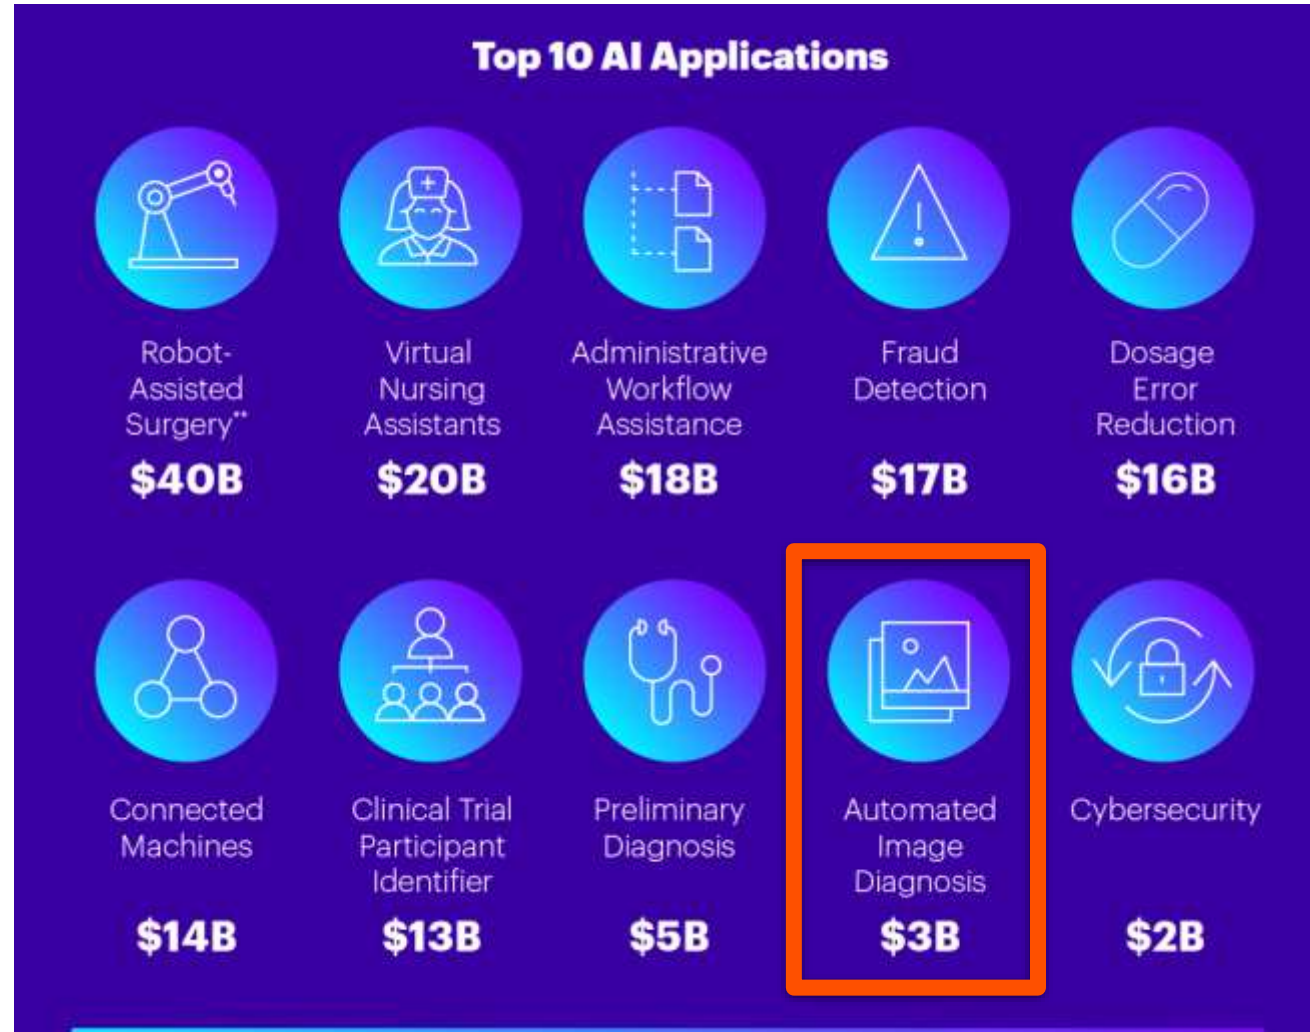 Top 10 AI Applications
Robot-
Assisted
Surgery**
$40B
Virtual
Nursing
Assistants
$20B
Administrative
Workflow
Assistance
$18B
Fraud
Detection
$17B
Dosage
Error
Reduction
$16B
Connected
Machines
$14B
Clinical Trial
Participant
Identifier
$13B
Preliminary
Diagnosis
$5B
Automated
Image
Diagnosis
$3B
Cybersecurity
$2B